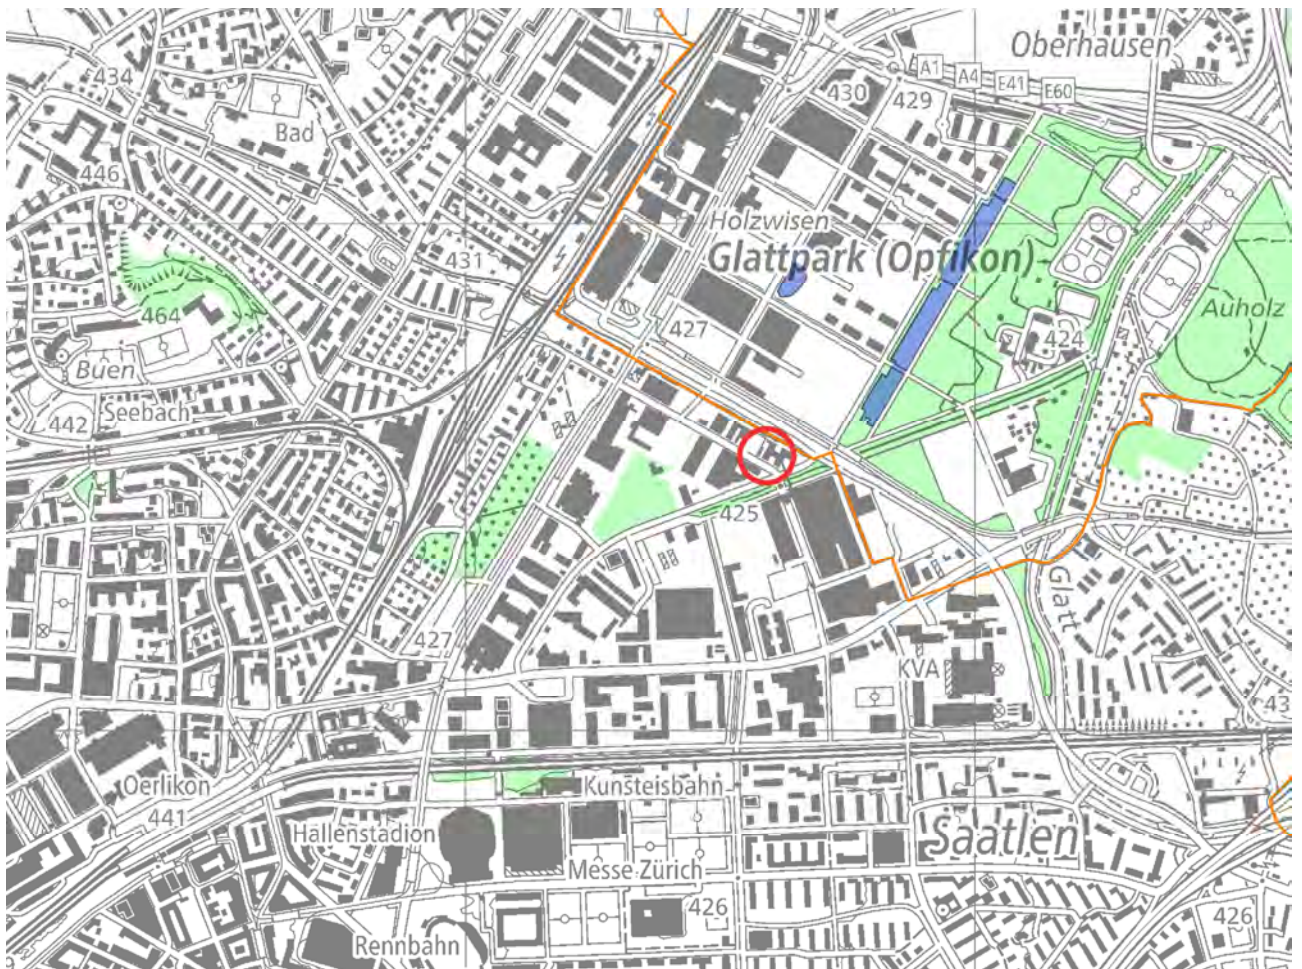 Oberhausen
A1
A4
E41
E60
434
430
429
Bad
446
Holzwisen
Glattpark (Opfikon)
431
464
427
424
Auholz
Buen
Seebach
442
425
Glatt
427
KVA
43
Oerlikon
Kunsteisbahn
441
Hallenstadion
Saatlen
Messe Zürich
426
426
Rennbahn
9